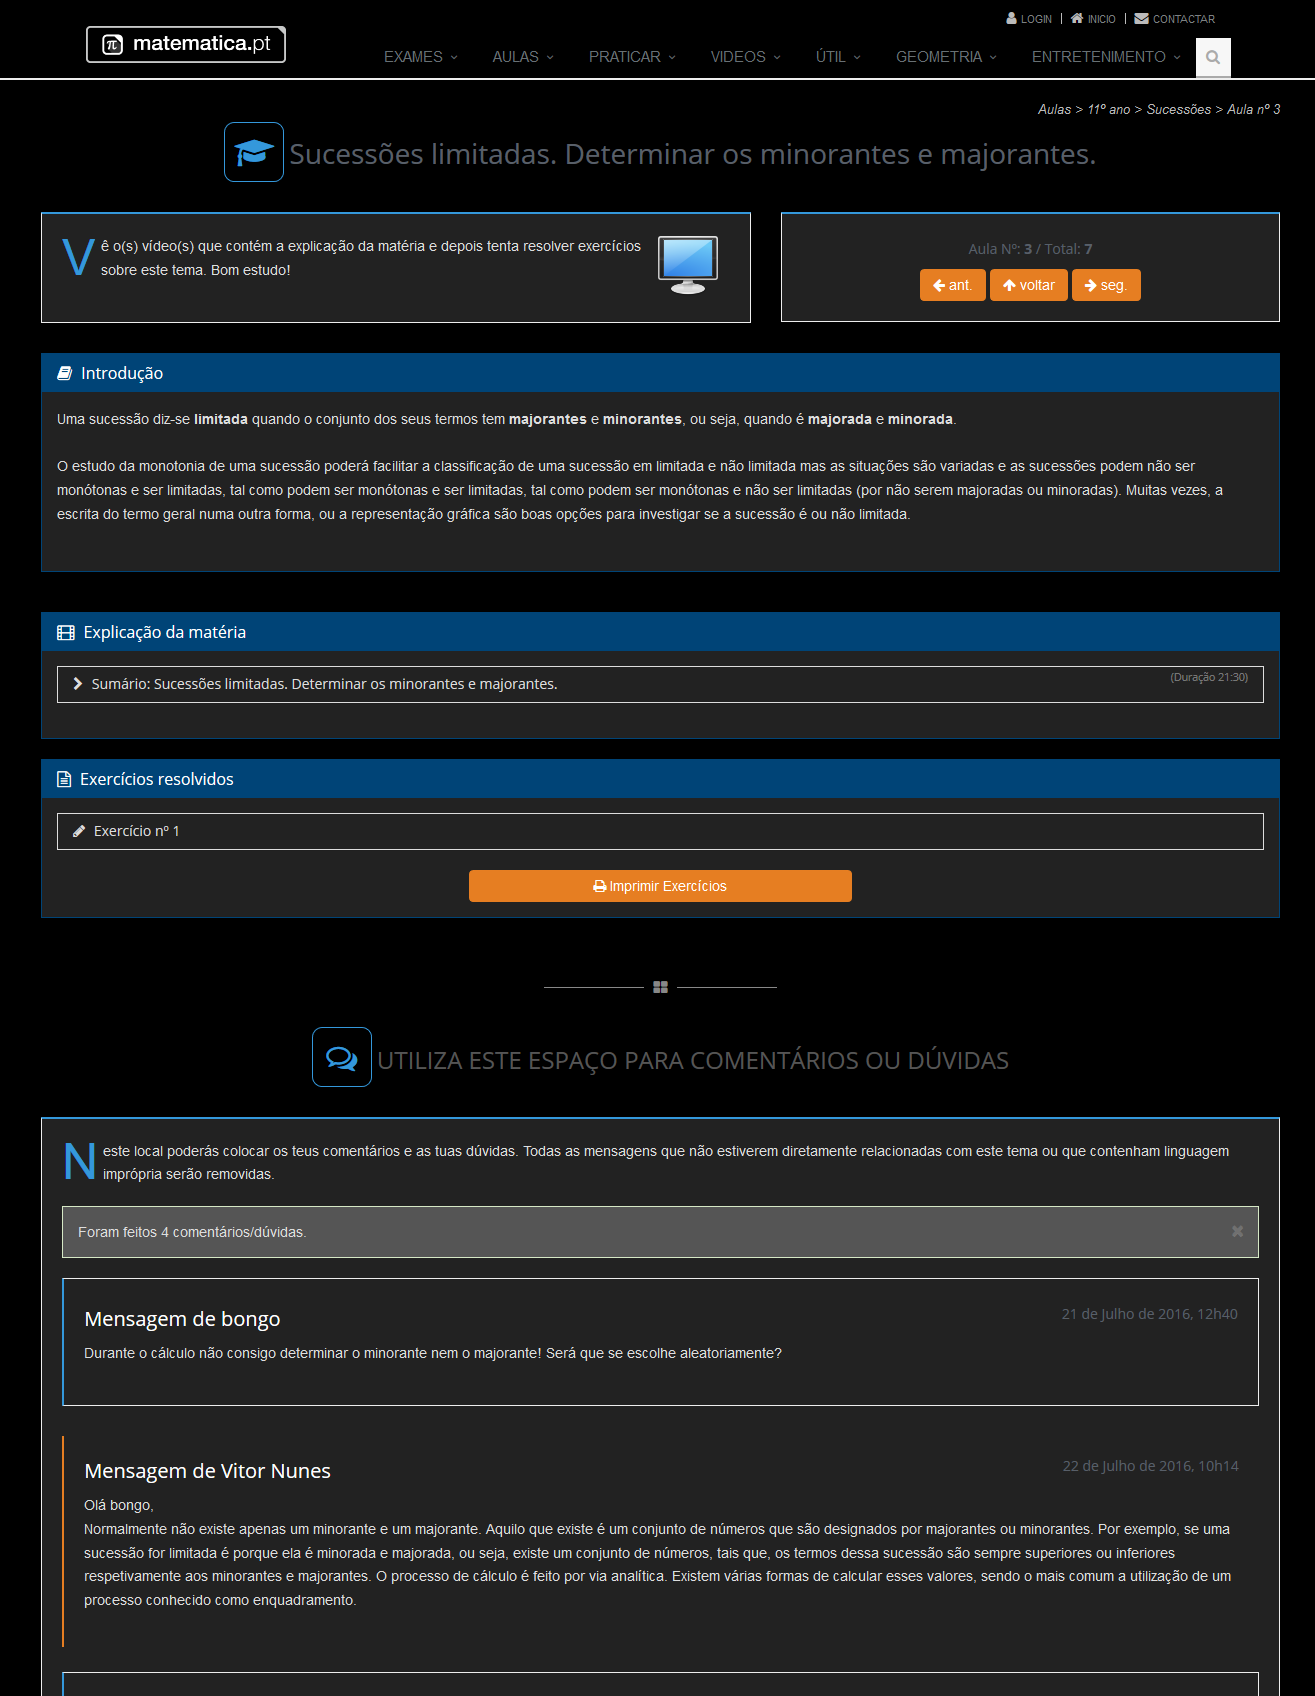 LOGIN | INICIO | CONTACTAR
π matematica.pt
EXAMES AULAS PRATICAR VIDEOS ÚTIL GEOMETRIA ENTRETENIMENTO
Aulas > 11º ano > Sucessões > Aula nº 3
Sucessões limitadas. Determinar os minorantes e majorantes.
Vê o(s) vídeo(s) que contém a explicação da matéria e depois tenta resolver exercícios
sobre este tema. Bom estudo!
Aula Nº: 3 / Total: 7
ant. voltar seg.
Introdução
Uma sucessão diz-se limitada quando o conjunto dos seus termos tem majorantes e minorantes, ou seja, quando é majorada e minorada.
O estudo da monotonia de uma sucessão poderá facilitar a classificação de uma sucessão em limitada e não limitada mas as situações são variadas e as sucessões podem não ser
monótonas e ser limitadas, tal como podem ser monótonas e ser limitadas, tal como podem ser monótonas e não ser limitadas (por não serem majoradas ou minoradas). Muitas vezes, a
escrita do termo geral numa outra forma, ou a representação gráfica são boas opções para investigar se a sucessão é ou não limitada.
Explicação da matéria
Sumário: Sucessões limitadas. Determinar os minorantes e majorantes.
(Duração 21:30)
Exercícios resolvidos
Exercício nº 1
Imprimir Exercícios
UTILIZA ESTE ESPAÇO PARA COMENTÁRIOS OU DÚVIDAS
Neste local poderás colocar os teus comentários e as tuas dúvidas. Todas as mensagens que não estiverem diretamente relacionadas com este tema ou que contenham linguagem
imprópria serão removidas.
Foram feitos 4 comentários/dúvidas.
Mensagem de bongo
21 de Julho de 2016, 12h40
Durante o cálculo não consigo determinar o minorante nem o majorante! Será que se escolhe aleatoriamente?
Mensagem de Vitor Nunes
22 de Julho de 2016, 10h14
Olá bongo,
Normalmente não existe apenas um minorante e um majorante. Aquilo que existe é um conjunto de números que são designados por majorantes ou minorantes. Por exemplo, se uma
sucessão for limitada é porque ela é minorada e majorada, ou seja, existe um conjunto de números, tais que, os termos dessa sucessão são sempre superiores ou inferiores
respetivamente aos minorantes e majorantes. O processo de cálculo é feito por via analítica. Existem várias formas de calcular esses valores, sendo o mais comum a utilização de um
processo conhecido como enquadramento.